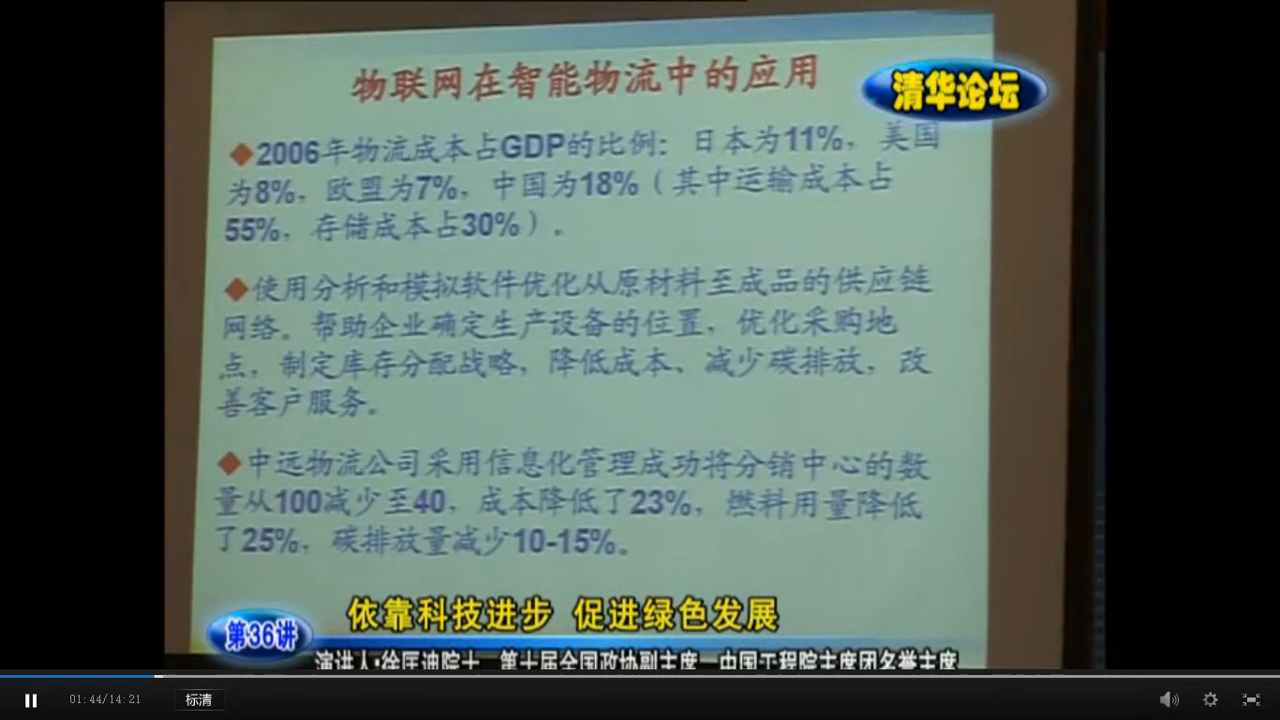 物联网在智能物流中的应用
清华论坛
◆2006年物流成本占GDP的比例：日本为11%，美国
为8%，欧盟为7%，中国为18%（其中运输成本占
55%，存储成本占30%）。
◆使用分析和模拟软件优化从原材料至成品的供应链
网络。帮助企业确定生产设备的位置，优化采购地
点，制定库存分配战略，降低成本、减少碳排放，改
善客户服务。
◆中远物流公司采用信息化管理成功将分销中心的数
量从100减少至40，成本降低了23%，燃料用量降低
了25%，碳排放量减少10-15%。
依靠科技进步 促进绿色发展
第36讲
演讲人·徐匡迪院士 第十届全国政协副主席 中国工程院主席团名誉主席
01:44/14:21
标清